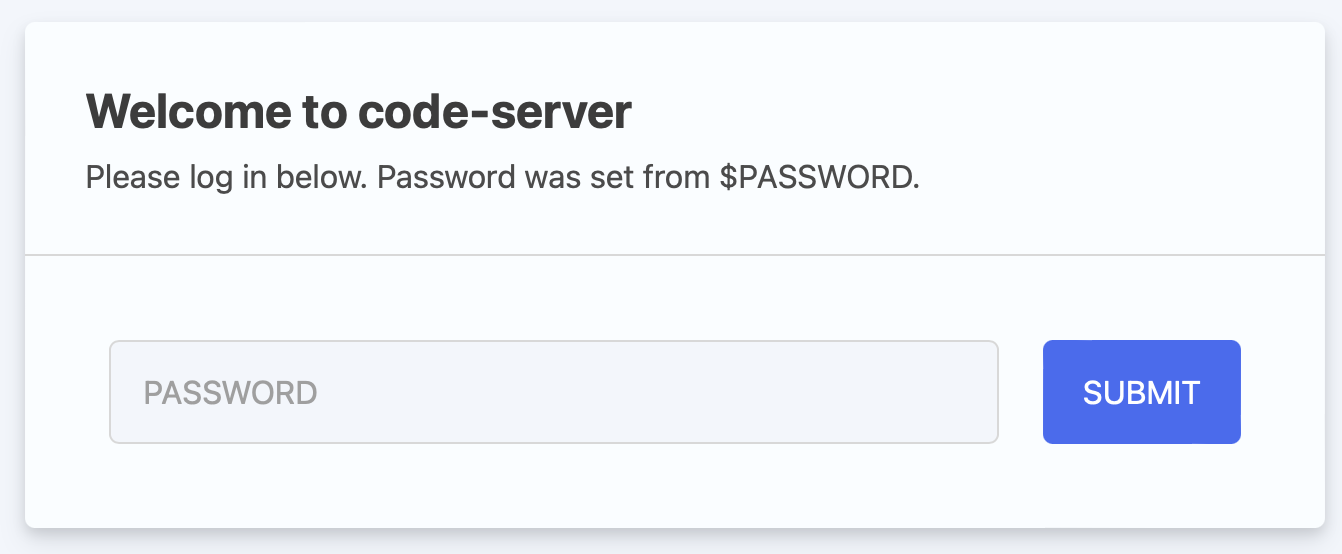 Welcome to code-server
Please log in below. Password was set from $PASSWORD.
PASSWORD
SUBMIT